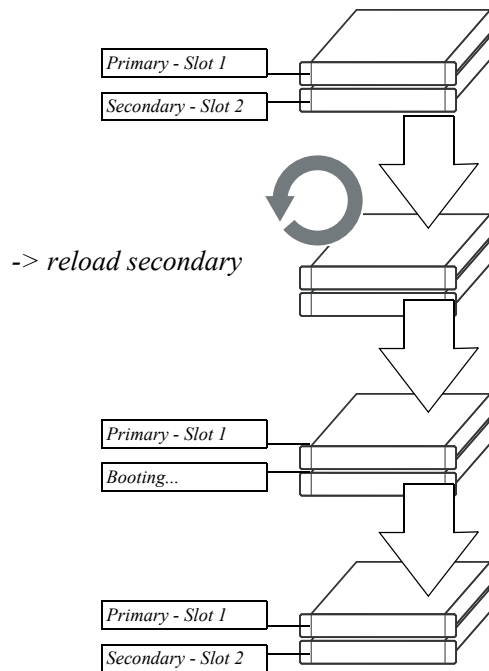 Primary - Slot 1
Secondary - Slot 2
-> reload secondary
Primary - Slot 1
Booting...
Primary - Slot 1
Secondary - Slot 2